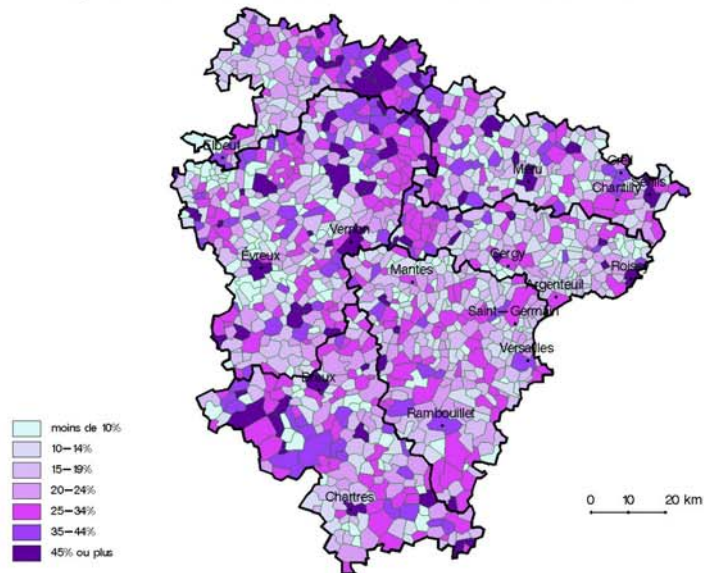 Elbeuf
Creil
Méru
Senlis
Chantilly
Vernon
Évreux
Cergy
Roissy
Mantes
Argenteuil
Saint-Germain
Versailles
Dreux
Rambouillet
Chartres
moins de 10%
10-14%
15-19%
20-24%
25-34%
35-44%
45% ou plus
0 10 20 km